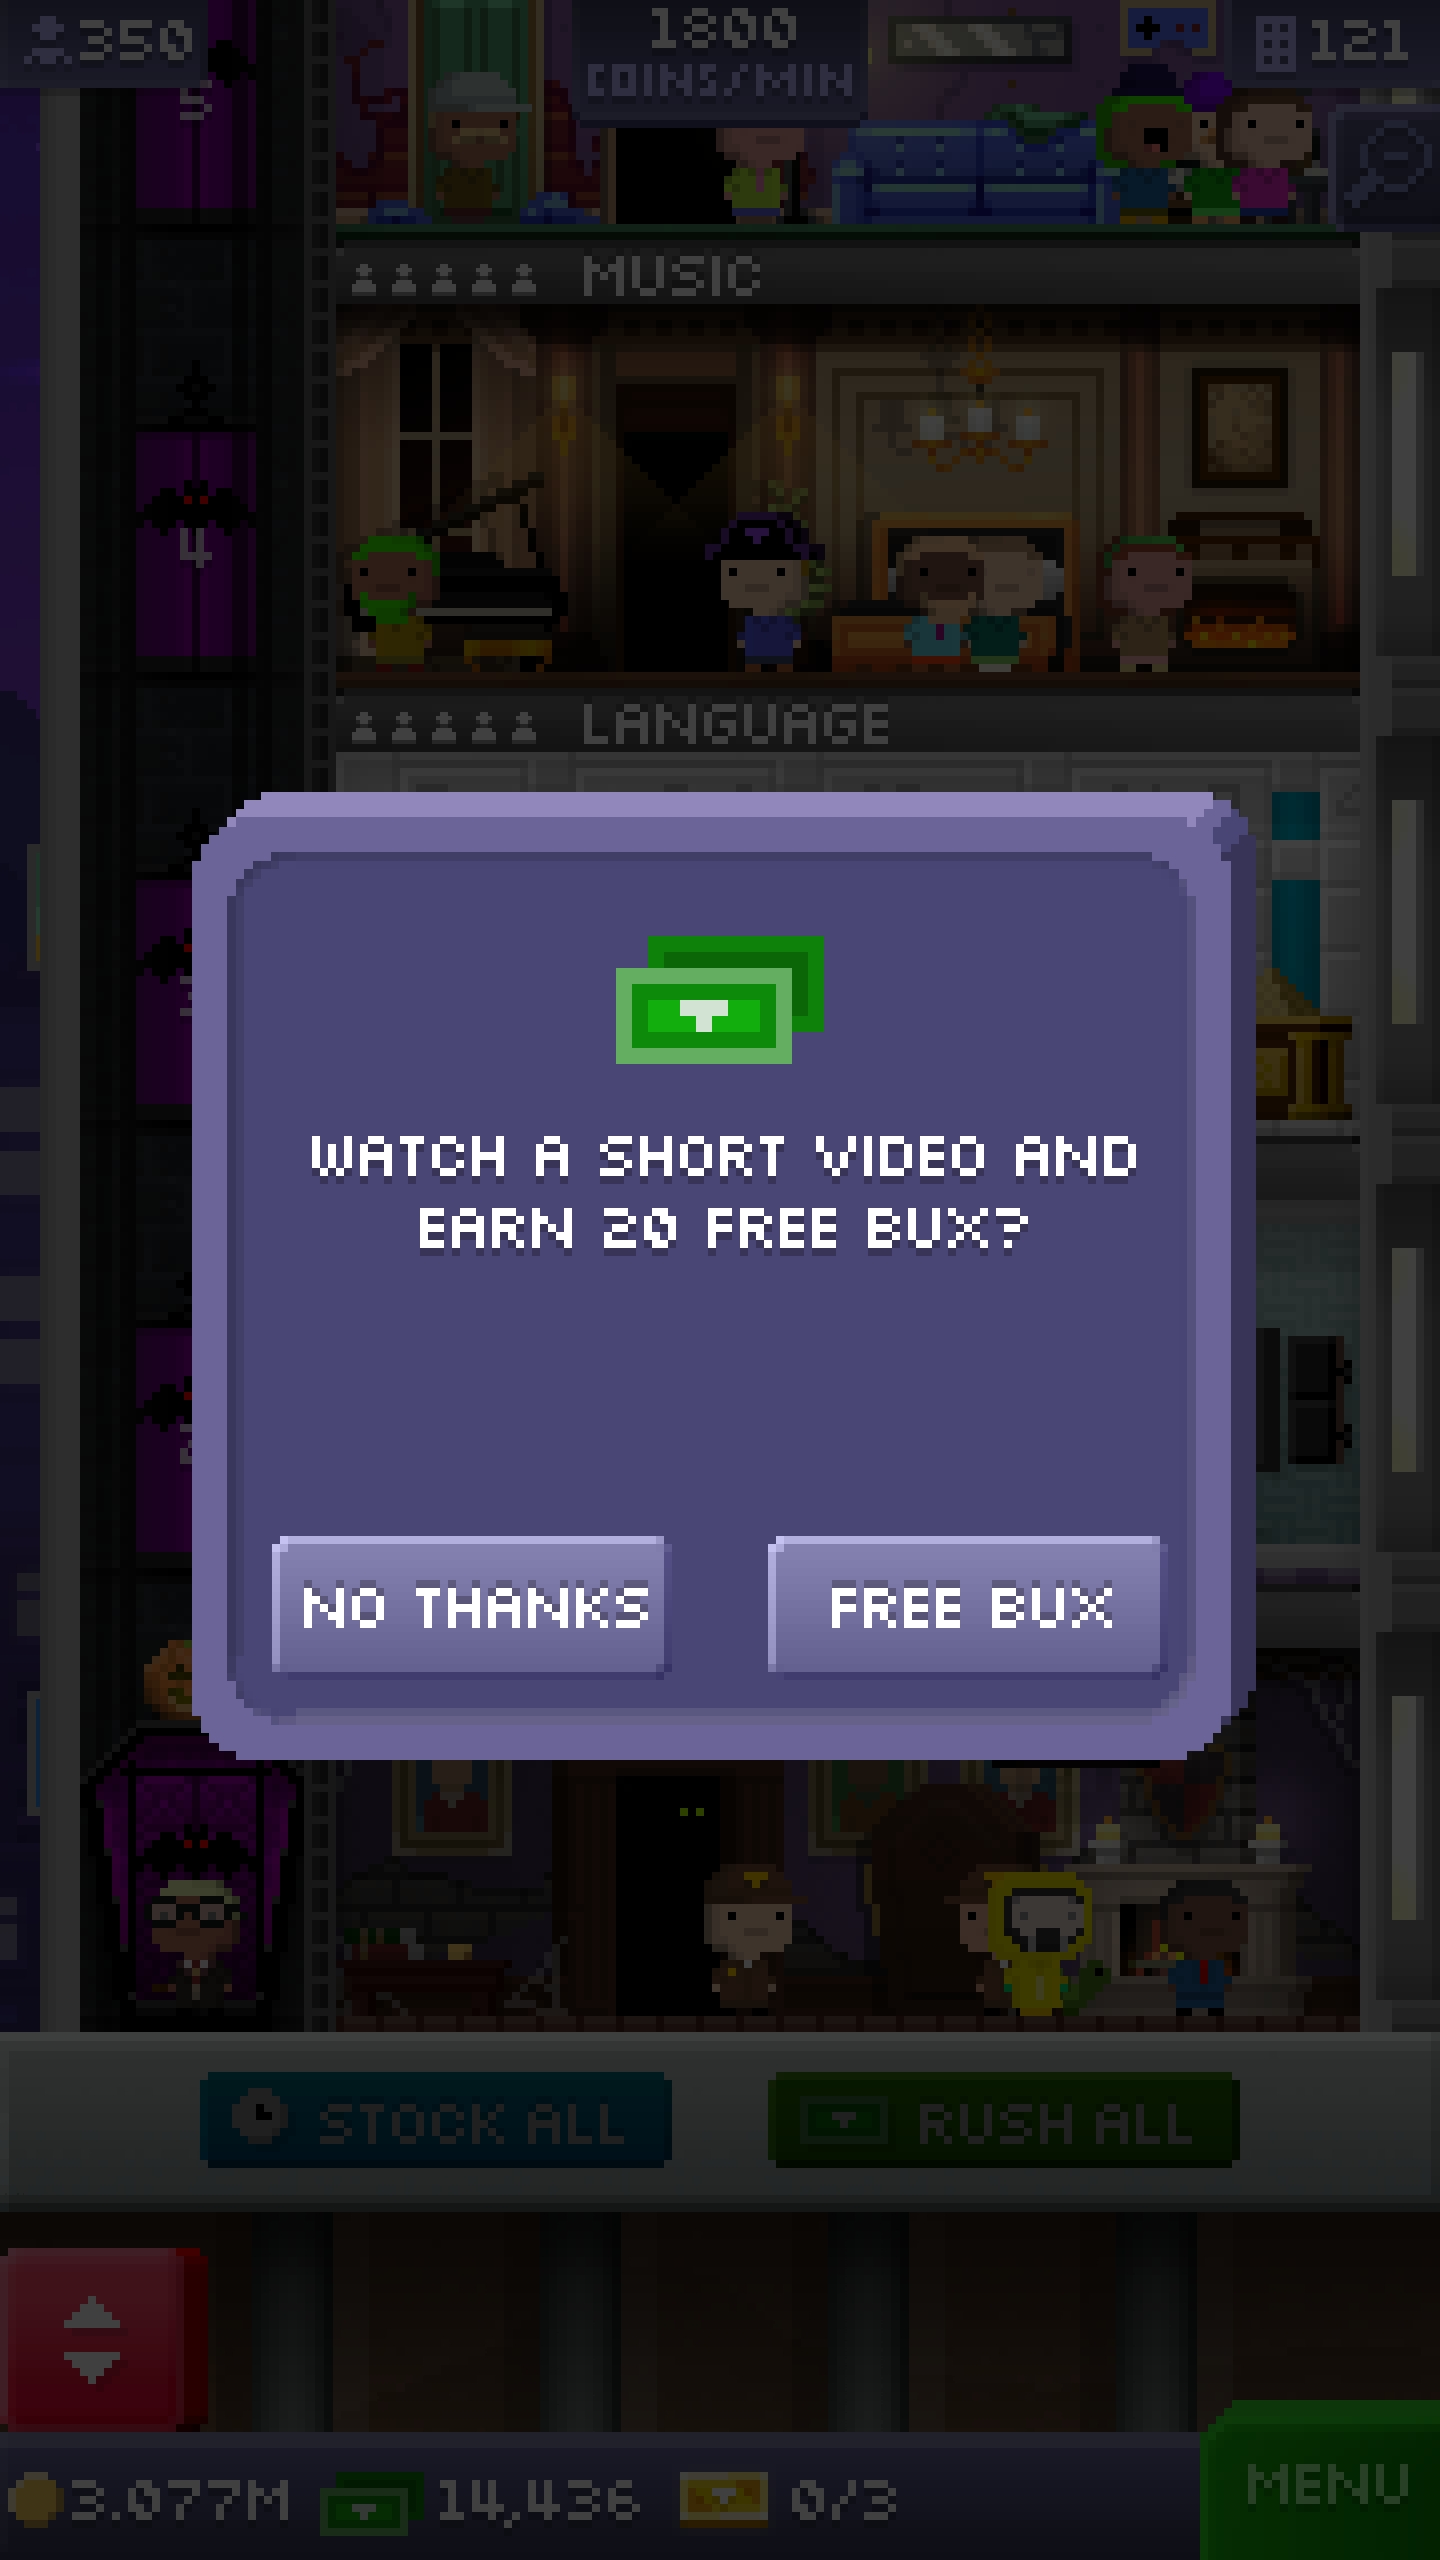 350
1800
COINS/MIN
121
5
MUSIC
4
LANGUAGE
WATCH A SHORT VIDEO AND
EARN 20 FREE BUX?
NO THANKS
FREE BUX
STOCK ALL
RUSH ALL
3.077M
14,436
0/3
MENU